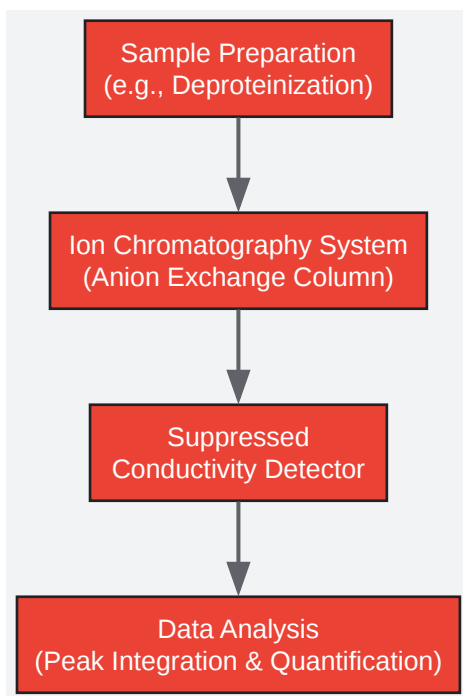 Sample Preparation
(e.g., Deproteinization)
Ion Chromatography System
(Anion Exchange Column)
Suppressed
Conductivity Detector
Data Analysis
(Peak Integration & Quantification)